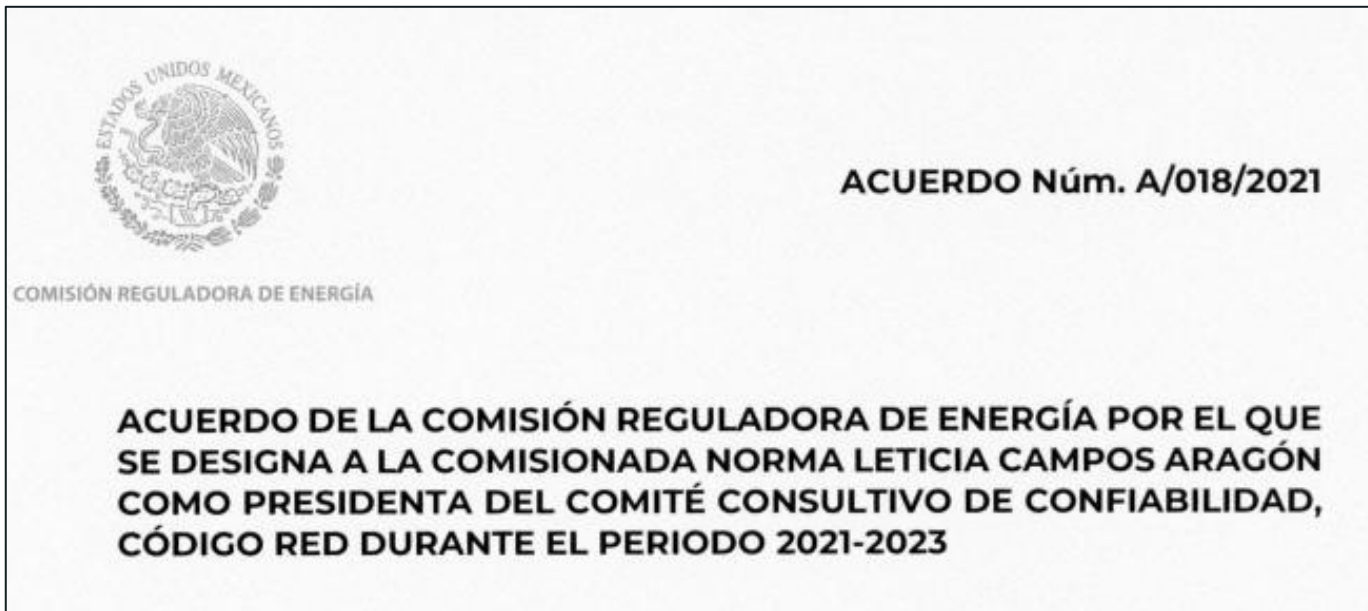 ESTADOS UNIDOS MEXICANOS
ACUERDO Núm. A/018/2021
COMISIÓN REGULADORA DE ENERGÍA
ACUERDO DE LA COMISIÓN REGULADORA DE ENERGÍA POR EL QUE
SE DESIGNA A LA COMISIONADA NORMA LETICIA CAMPOS ARAGÓN
COMO PRESIDENTA DEL COMITÉ CONSULTIVO DE CONFIABILIDAD,
CÓDIGO RED DURANTE EL PERIODO 2021-2023